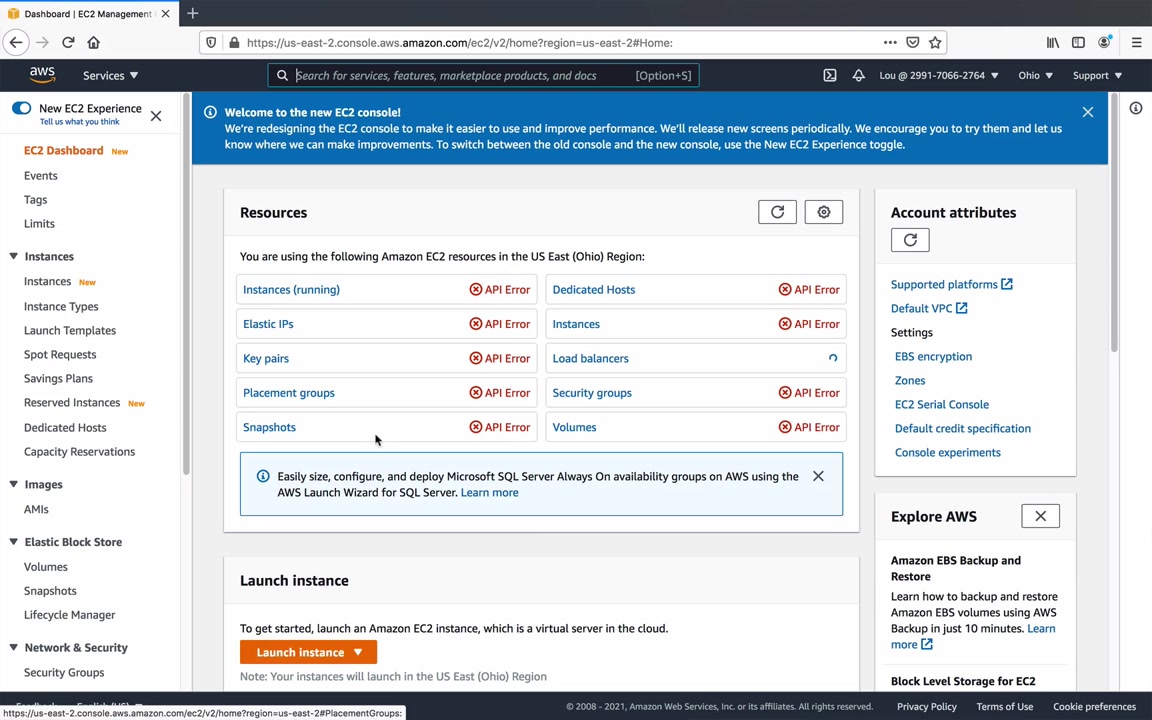 Dashboard | EC2 Management
https://us-east-2.console.aws.amazon.com/ec2/v2/home?region=us-east-2#Home:
aws
Services
Search for services, features, marketplace products, and docs
[Option+S]
Lou @ 2991-7066-2764
Ohio
Support
New EC2 Experience
Tell us what you think
EC2 Dashboard New
Events
Tags
Limits
Instances
Instances New
Instance Types
Launch Templates
Spot Requests
Savings Plans
Reserved Instances New
Dedicated Hosts
Capacity Reservations
Images
AMIs
Elastic Block Store
Volumes
Snapshots
Lifecycle Manager
Network & Security
Security Groups
Welcome to the new EC2 console!
We're redesigning the EC2 console to make it easier to use and improve performance. We'll release new screens periodically. We encourage you to try them and let us
know where we can make improvements. To switch between the old console and the new console, use the New EC2 Experience toggle.
Resources
You are using the following Amazon EC2 resources in the US East (Ohio) Region:
Instances (running) API Error
Dedicated Hosts API Error
Elastic IPs API Error
Instances API Error
Key pairs API Error
Load balancers
Placement groups API Error
Security groups API Error
Snapshots API Error
Volumes API Error
Easily size, configure, and deploy Microsoft SQL Server Always On availability groups on AWS using the
AWS Launch Wizard for SQL Server. Learn more
Launch instance
To get started, launch an Amazon EC2 instance, which is a virtual server in the cloud.
Launch instance
Note: Your instances will launch in the US East (Ohio) Region
Account attributes
Supported platforms
Default VPC
Settings
EBS encryption
Zones
EC2 Serial Console
Default credit specification
Console experiments
Explore AWS
Amazon EBS Backup and
Restore
Learn how to backup and restore
Amazon EBS volumes using AWS
Backup in just 10 minutes. Learn
more
Block Level Storage for EC2
https://us-east-2.console.aws.amazon.com/ec2/v2/home?region=us-east-2#PlacementGroups:
© 2008 - 2021, Amazon Web Services, Inc. or its affiliates. All rights reserved.
Privacy Policy
Terms of Use
Cookie preferences